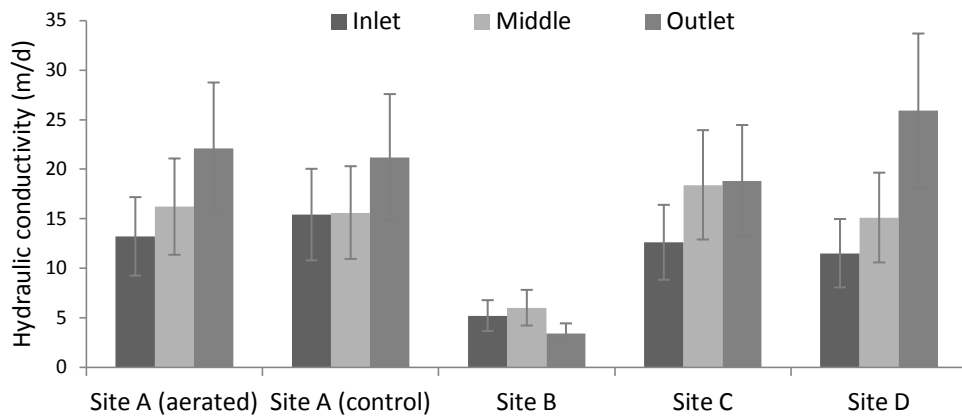 Inlet Middle Outlet
Hydraulic conductivity (m/d)
35
30
25
20
15
10
5
0
Site A (aerated) Site A (control) Site B Site C Site D